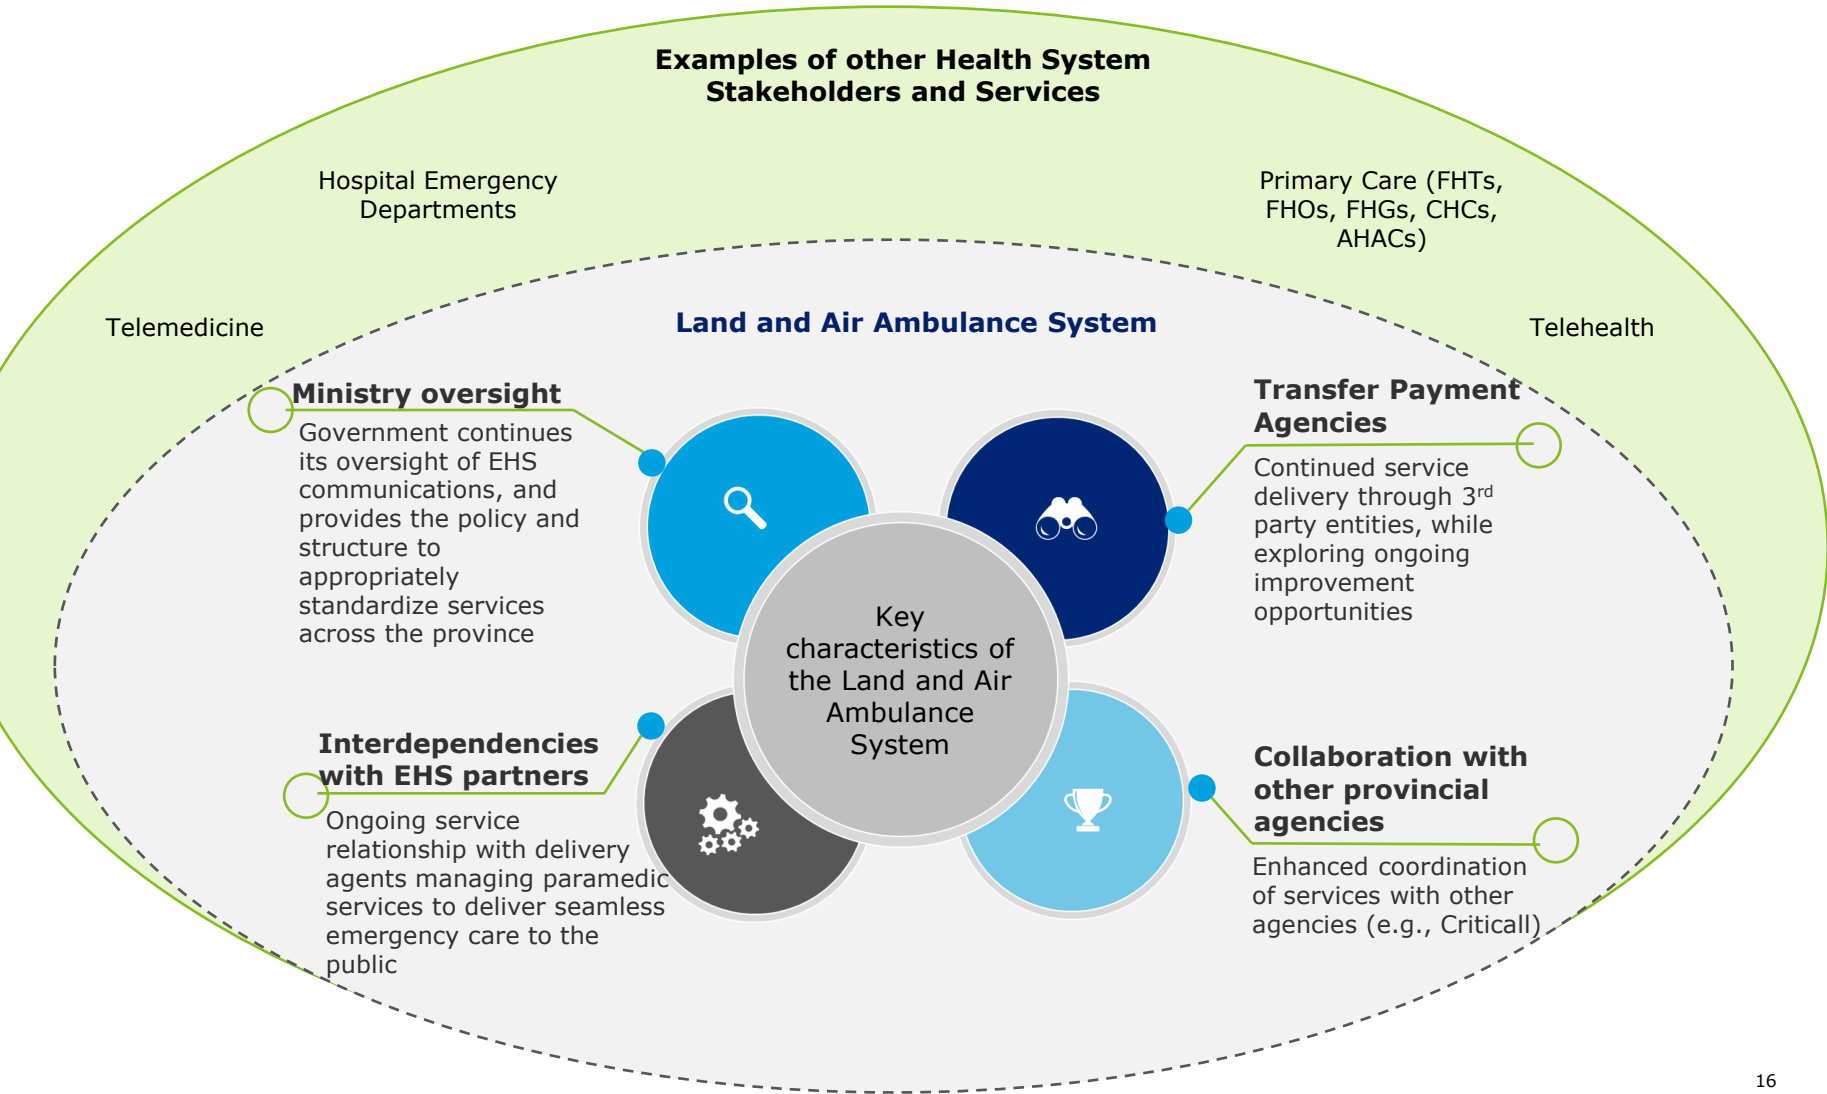 Examples of other Health System
Stakeholders and Services
Hospital Emergency
Departments
Primary Care (FHTs,
FHOs, FHGs, CHCs,
AHACs)
Telemedicine
Telehealth
Land and Air Ambulance System
Ministry oversight
Government continues
its oversight of EHS
communications, and
provides the policy and
structure to
appropriately
standardize services
across the province
Transfer Payment
Agencies
Continued service
delivery through 3rd
party entities, while
exploring ongoing
improvement
opportunities
Key
characteristics of
the Land and Air
Ambulance
System
Interdependencies
with EHS partners
Ongoing service
relationship with delivery
agents managing paramedic
services to deliver seamless
emergency care to the
public
Collaboration with
other provincial
agencies
Enhanced coordination
of services with other
agencies (e.g., Criticall)
16